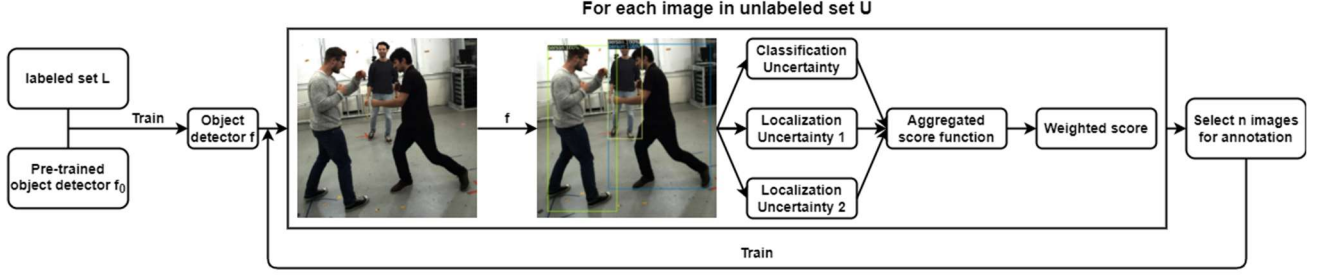 For each image in unlabeled set U
labeled set L
Pre-trained
object detector f0
Train
Object
detector f
f
Classification
Uncertainty
Localization
Uncertainty 1
Localization
Uncertainty 2
Aggregated
score function
Weighted score
Select n images
for annotation
Train